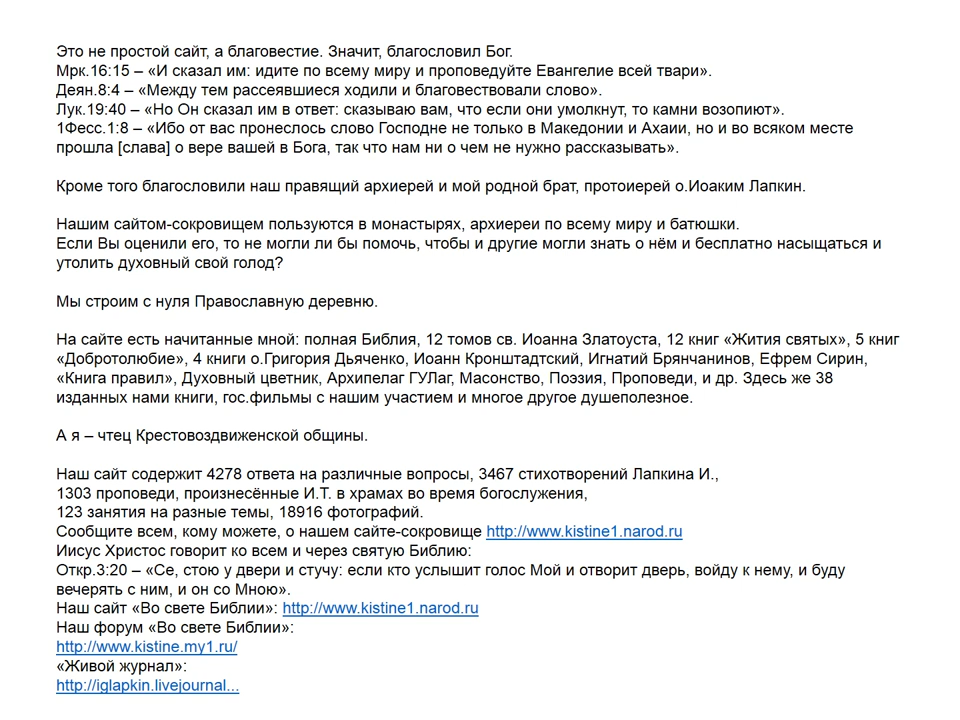 Это не простой сайт, а благовестие. Значит, благословил Бог.
Мрк.16:15 – «И сказал им: идите по всему миру и проповедуйте Евангелие всей твари».
Деян.8:4 – «Между тем рассеявшиеся ходили и благовествовали слово».
Лук.19:40 – «Но Он сказал им в ответ: сказываю вам, что если они умолкнут, то камни возопиют».
1Фесс.1:8 – «Ибо от вас пронеслось слово Господне не только в Македонии и Ахаии, но и во всяком месте
прошла [слава] о вере вашей в Бога, так что нам ни о чем не нужно рассказывать».
Кроме того благословили наш правящий архиерей и мой родной брат, протоиерей о.Иоаким Лапкин.
Нашим сайтом-сокровищем пользуются в монастырях, архиереи по всему миру и батюшки.
Если Вы оценили его, то не могли ли бы помочь, чтобы и другие могли знать о нём и бесплатно насыщаться и
утолить духовный свой голод?
Мы строим с нуля Православную деревню.
На сайте есть начитанные мной: полная Библия, 12 томов св. Иоанна Златоуста, 12 книг «Жития святых», 5 книг
«Добротолюбие», 4 книги о.Григория Дьяченко, Иоанн Кронштадтский, Игнатий Брянчанинов, Ефрем Сирин,
«Книга правил», Духовный цветник, Архипелаг ГУЛаг, Масонство, Поэзия, Проповеди, и др. Здесь же 38
изданных нами книги, гос.фильмы с нашим участием и многое другое душеполезное.
А я – чтец Крестовоздвиженской общины.
Наш сайт содержит 4278 ответа на различные вопросы, 3467 стихотворений Лапкина И.,
1303 проповеди, произнесённые И.Т. в храмах во время богослужения,
123 занятия на разные темы, 18916 фотографий.
Сообщите всем, кому можете, о нашем сайте-сокровище http://www.kistine1.narod.ru
Иисус Христос говорит ко всем и через святую Библию:
Откр.3:20 – «Се, стою у двери и стучу: если кто услышит голос Мой и отворит дверь, войду к нему, и буду
вечерять с ним, и он со Мною».
Наш сайт «Во свете Библии»: http://www.kistine1.narod.ru
Наш форум «Во свете Библии»:
http://www.kistine.my1.ru/
«Живой журнал»:
http://iglapkin.livejournal...